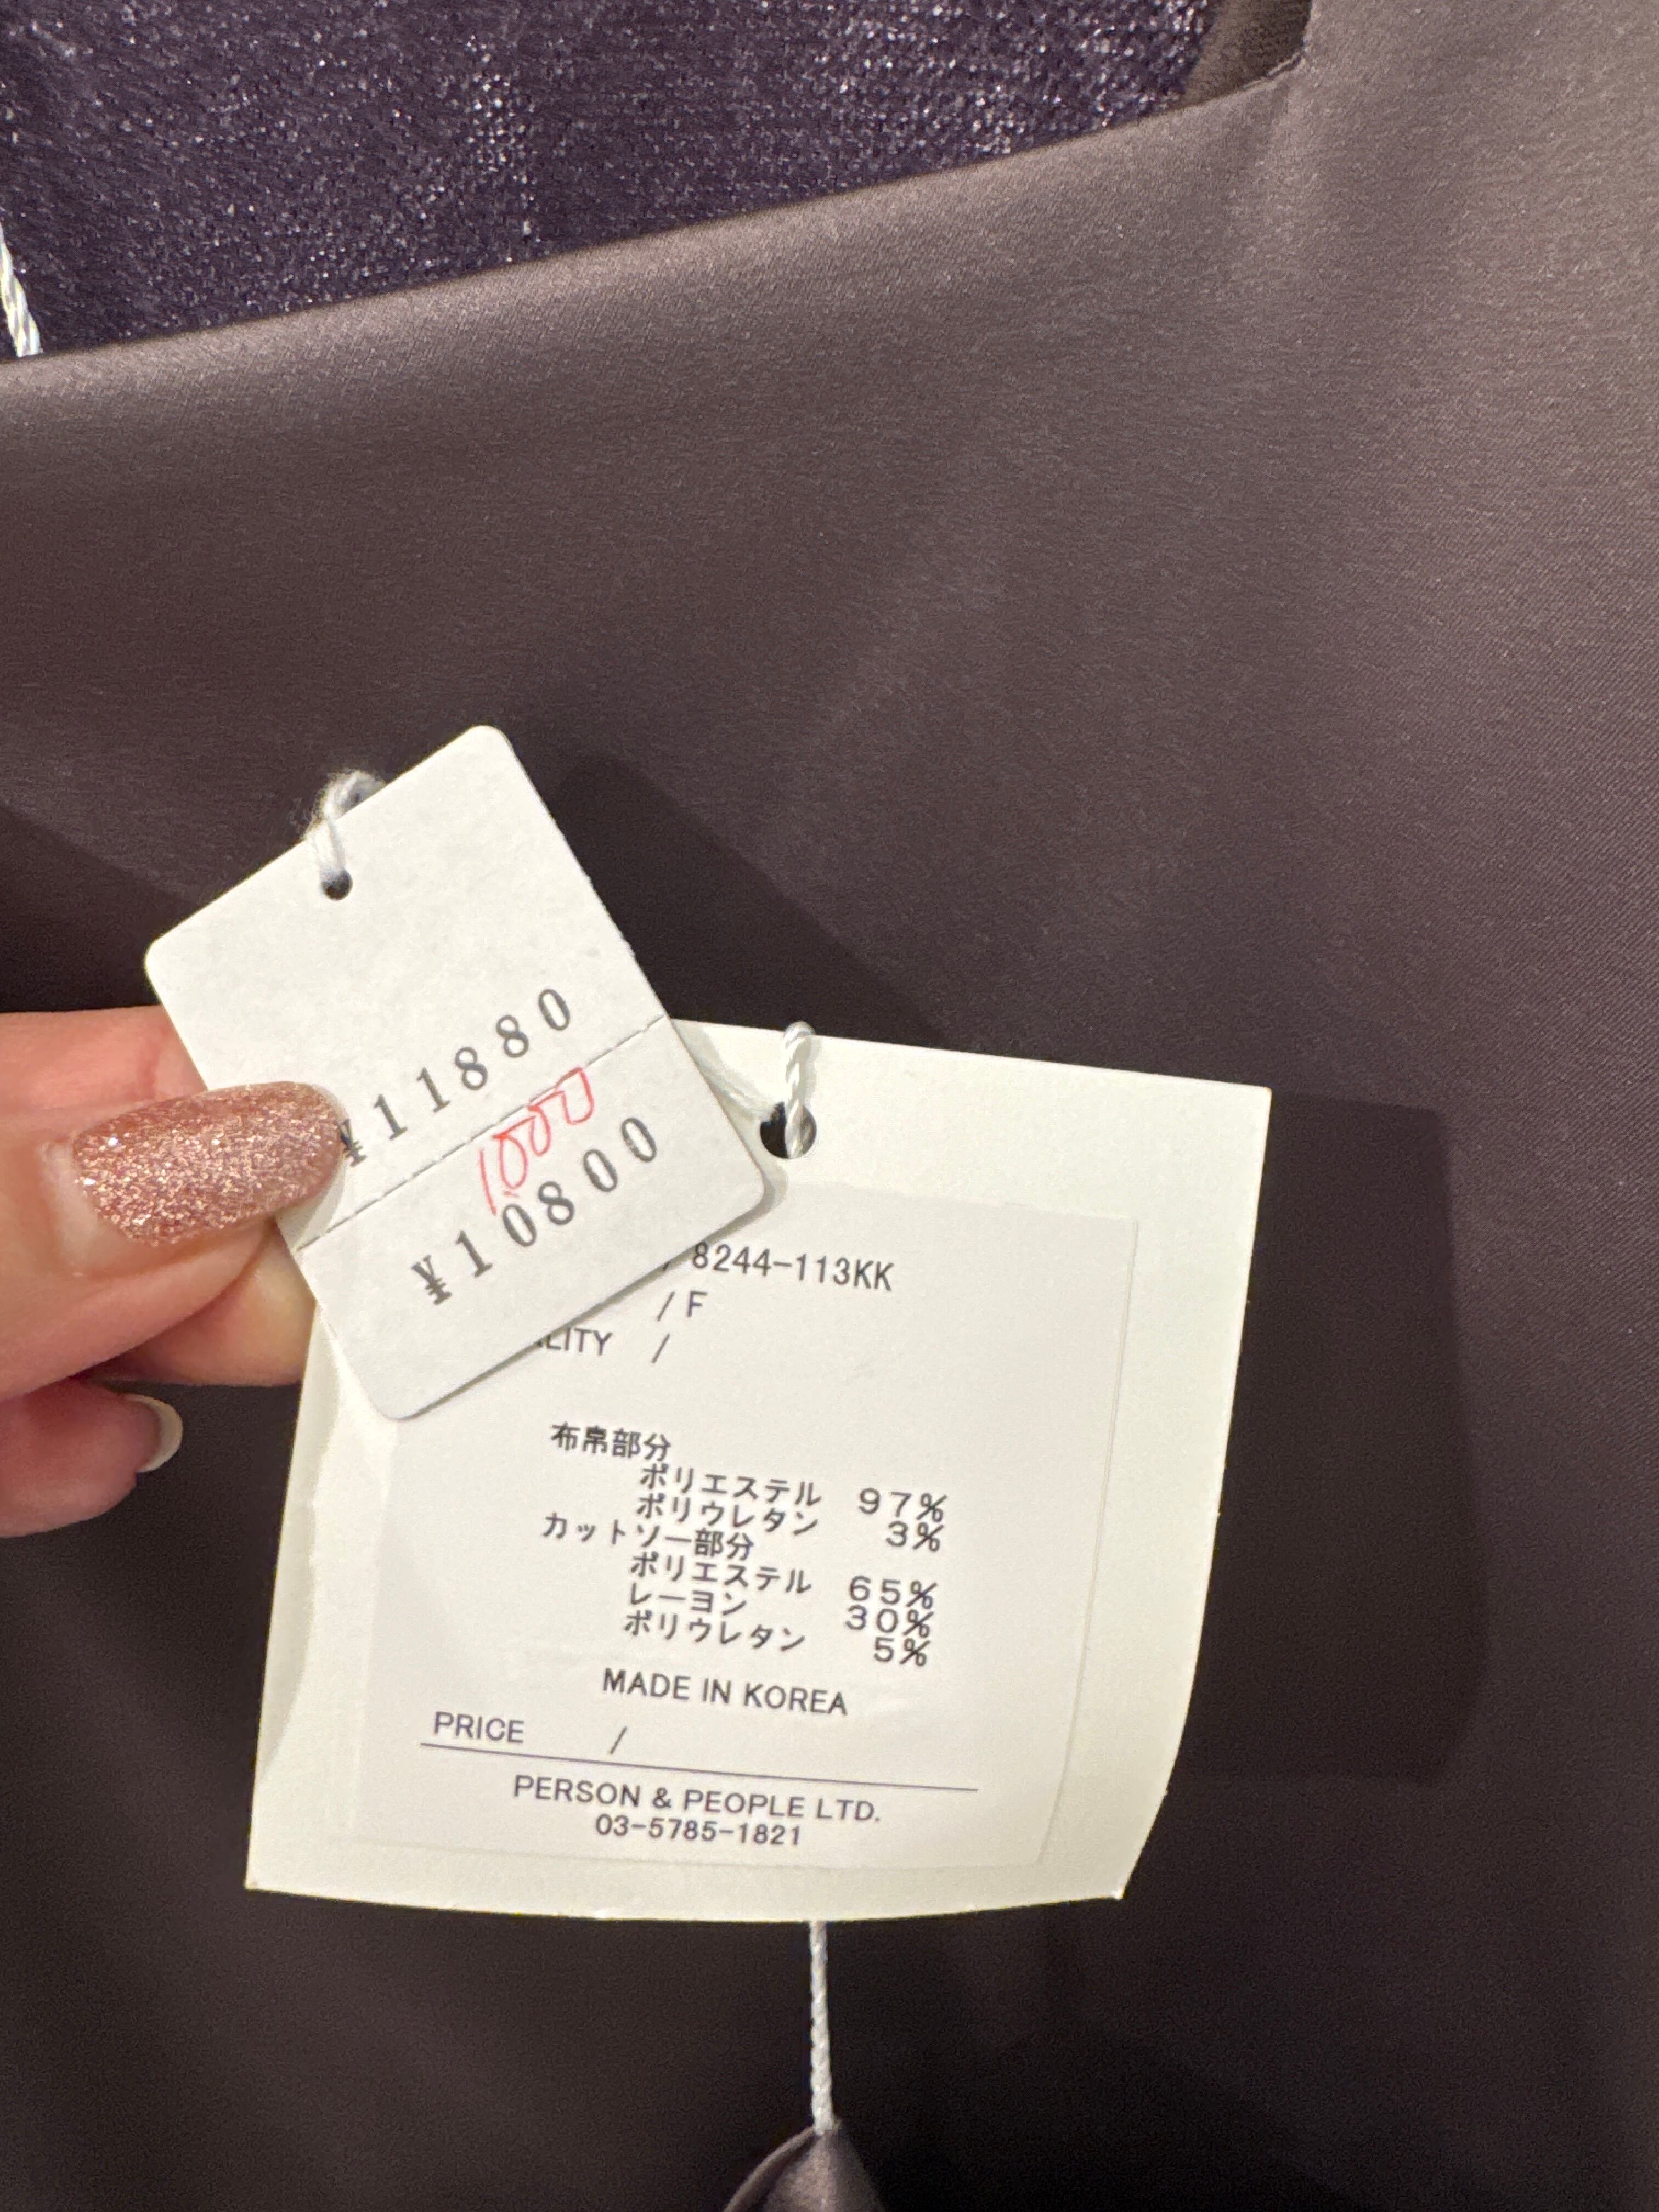 ¥11880
1000
¥10800
8244-113KK
/ F
LITY /
布帛部分
ポリエステル 97%
ポリウレタン 3%
カットソー部分
ポリエステル 65%
レーヨン 30%
ポリウレタン 5%
MADE IN KOREA
PRICE /
PERSON & PEOPLE LTD.
03-5785-1821